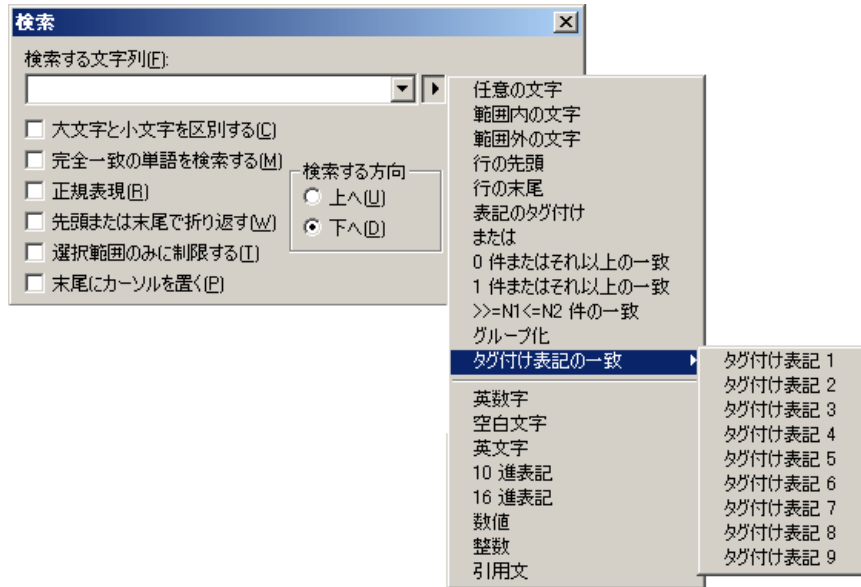 検索
検索する文字列(F):
大文字と小文字を区別する(C)
完全一致の単語を検索する(M)
正規表現(R)
先頭または末尾で折り返す(W)
選択範囲のみに制限する(T)
末尾にカーソルを置く(P)
検索する方向
上へ(U)
下へ(D)
任意の文字
範囲内の文字
範囲外の文字
行の先頭
行の末尾
表記のタグ付け
または
0 件またはそれ以上の一致
1 件またはそれ以上の一致
>>=N1<=N2 件の一致
グループ化
タグ付け表記の一致
英数字
空白文字
英文字
10 進表記
16 進表記
数値
整数
引用文
タグ付け表記 1
タグ付け表記 2
タグ付け表記 3
タグ付け表記 4
タグ付け表記 5
タグ付け表記 6
タグ付け表記 7
タグ付け表記 8
タグ付け表記 9